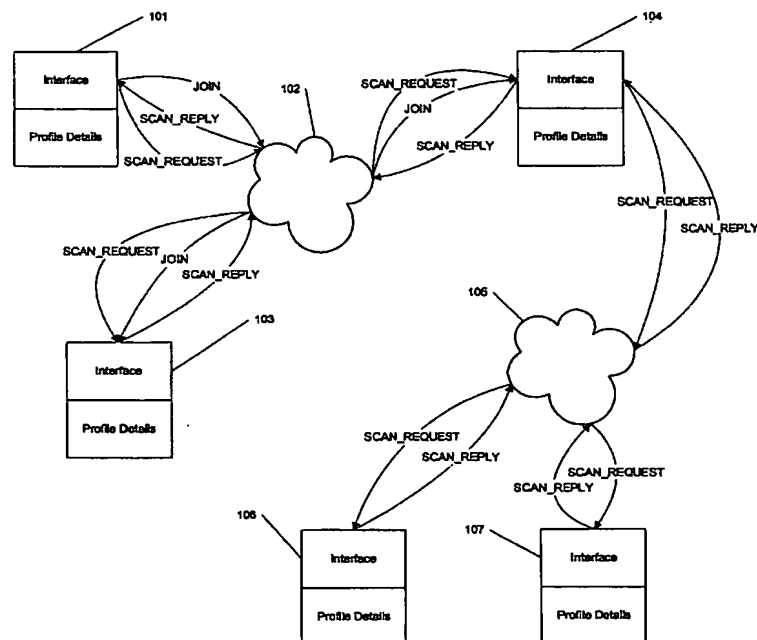 101
Interface
Profile Details
JOIN
SCAN_REPLY
SCAN_REQUEST
102
104
Interface
Profile Details
SCAN_REQUEST
JOIN
SCAN_REPLY
SCAN_REQUEST
SCAN_REPLY
SCAN_REQUEST
JOIN
SCAN_REPLY
103
Interface
Profile Details
105
SCAN_REQUEST
SCAN_REPLY
SCAN_REQUEST
SCAN_REPLY
106
Interface
Profile Details
107
Interface
Profile Details